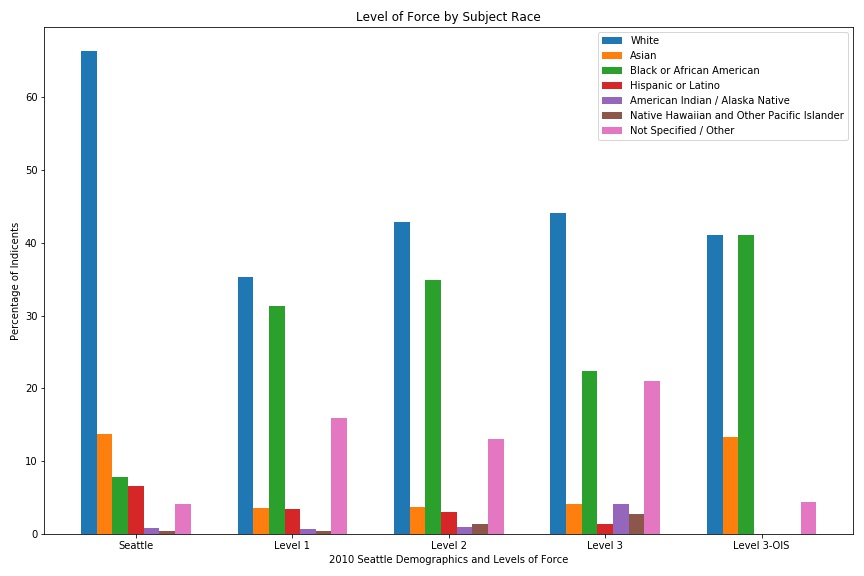 Level of Force by Subject Race
White
Asian
Black or African American
Hispanic or Latino
American Indian / Alaska Native
Native Hawaiian and Other Pacific Islander
Not Specified / Other
Percentage of Indicents
60
50
40
30
20
10
0
Seattle Level 1 Level 2 Level 3 Level 3-OIS
2010 Seattle Demographics and Levels of Force